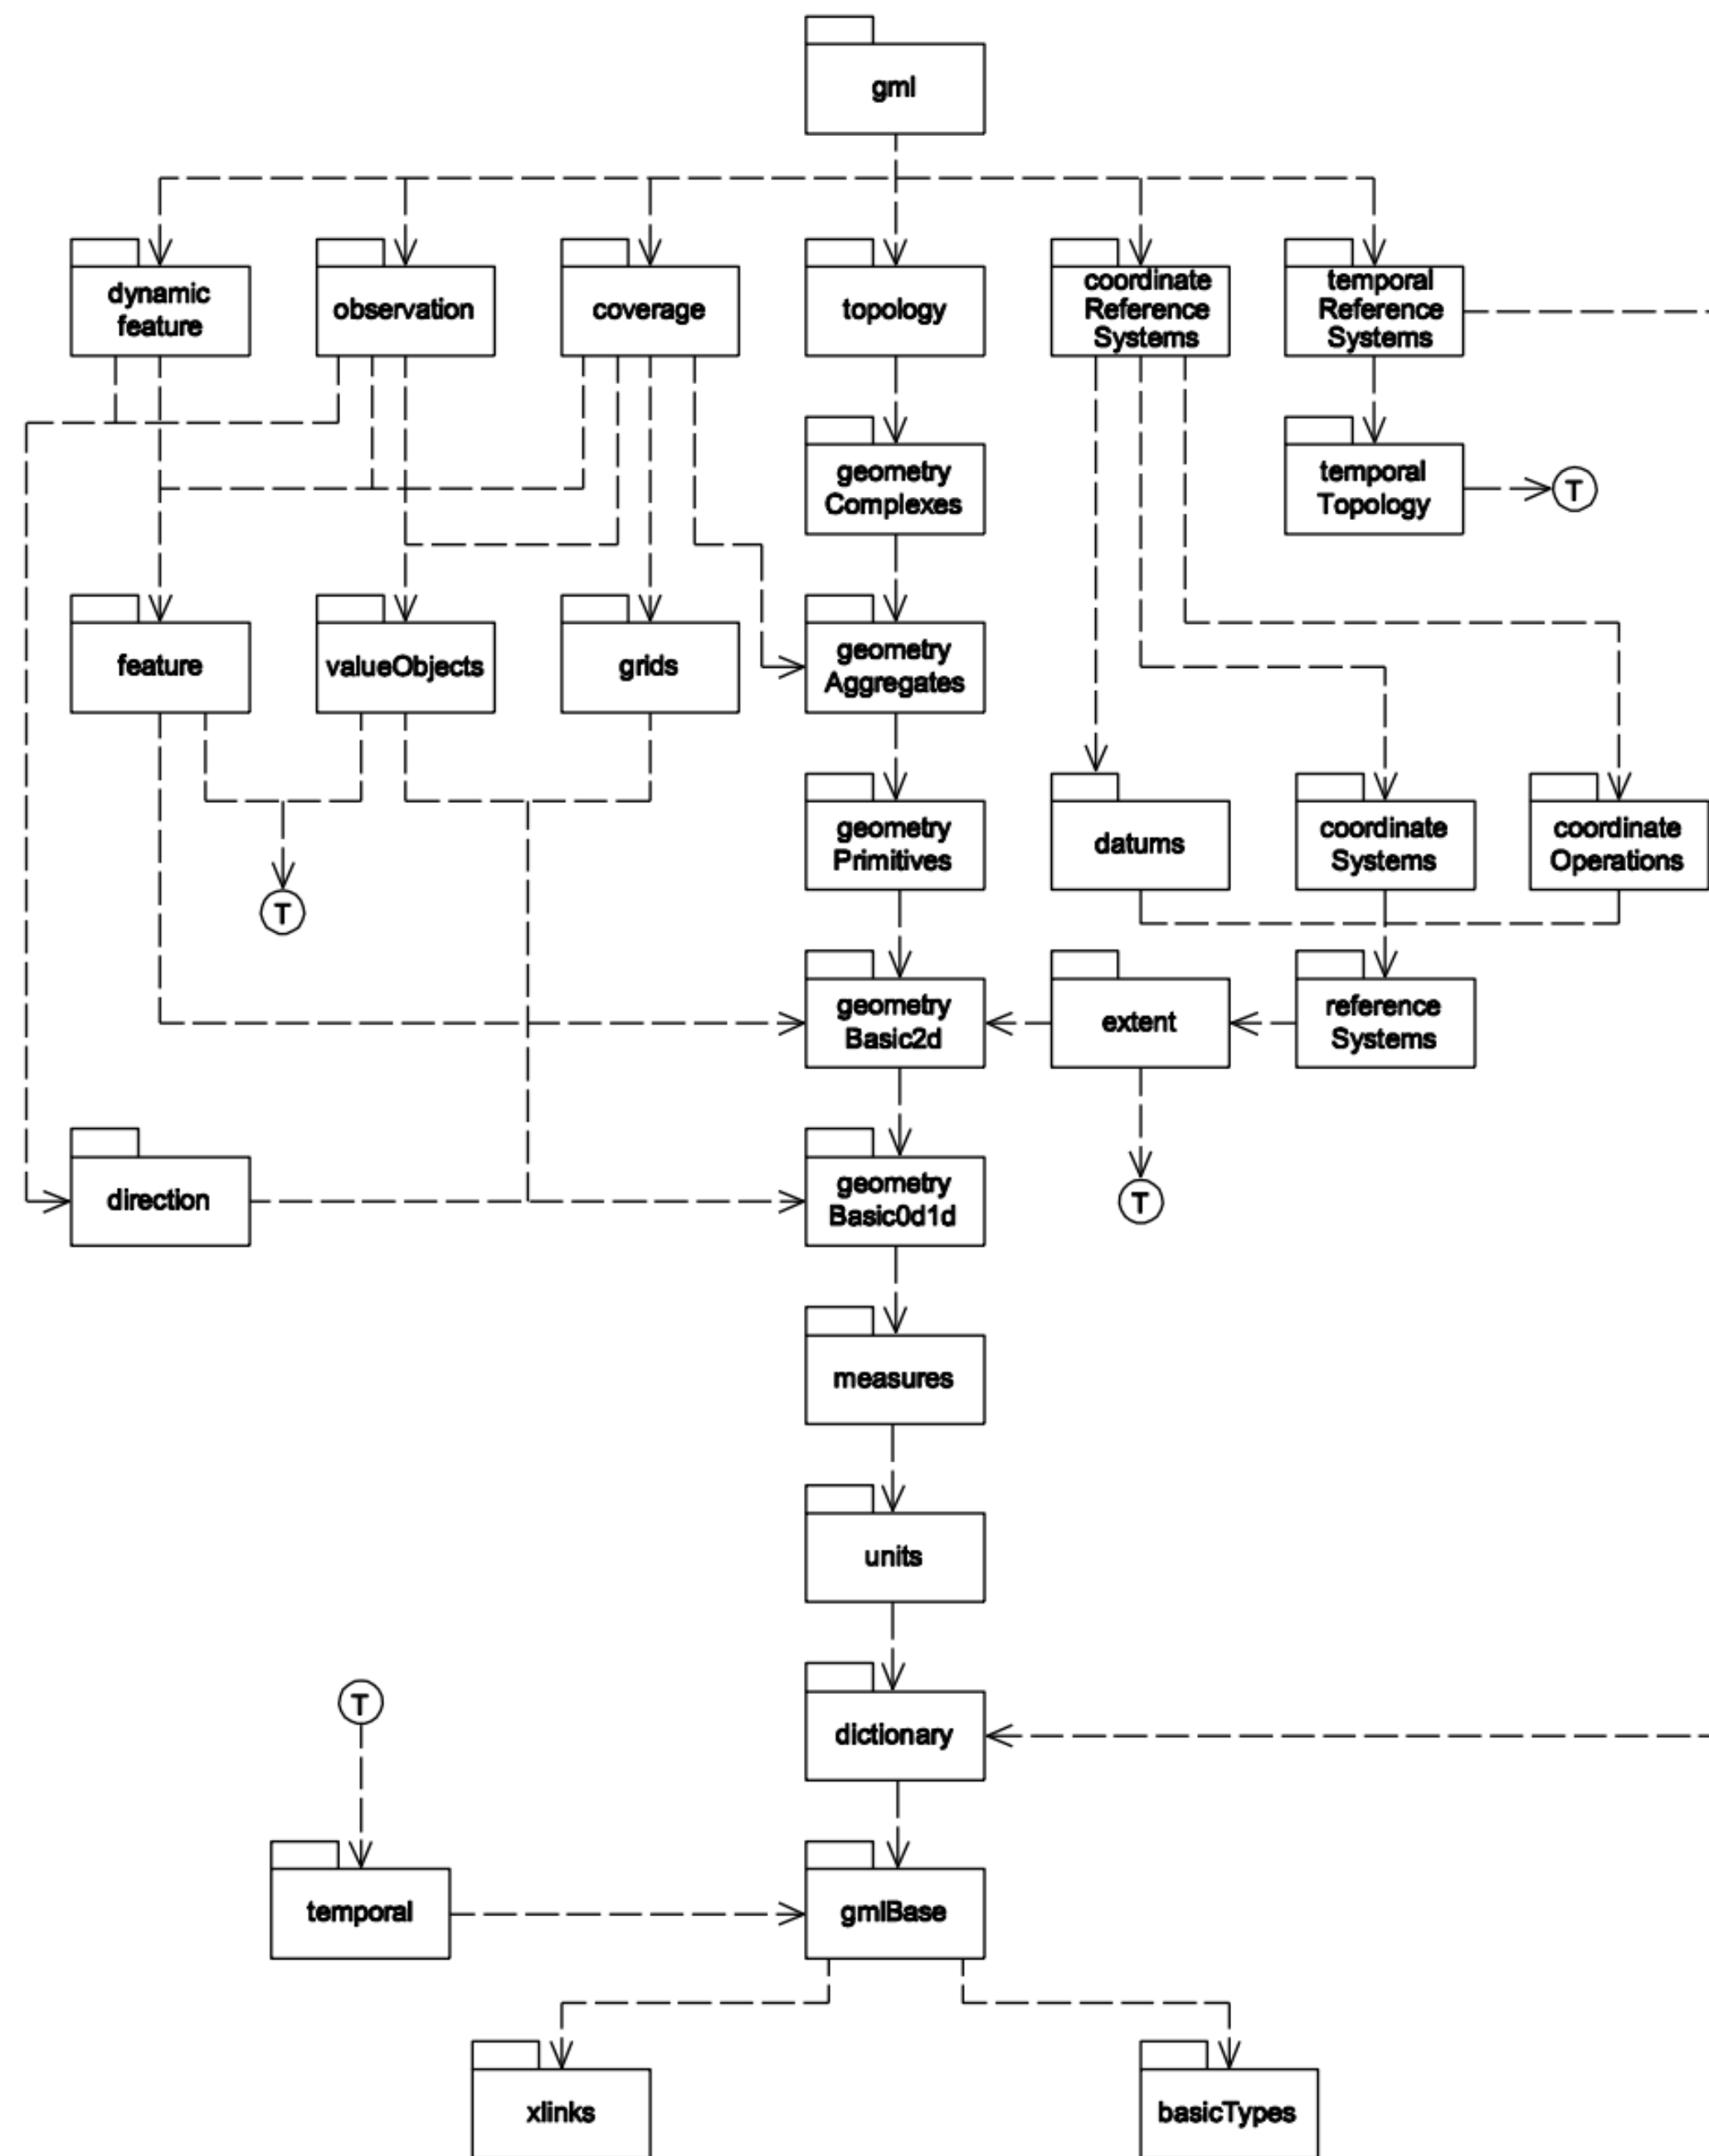 gml
dynamic
feature
observation
coverage
topology
coordinate
Reference
Systems
temporal
Reference
Systems
geometry
Complexes
temporal
Topology
T
feature
valueObjects
grids
geometry
Aggregates
geometry
Primitives
datums
coordinate
Systems
coordinate
Operations
T
geometry
Basic2d
extent
reference
Systems
direction
geometry
Basic0d1d
T
measures
units
T
dictionary
temporal
gmlBase
xlinks
basicTypes